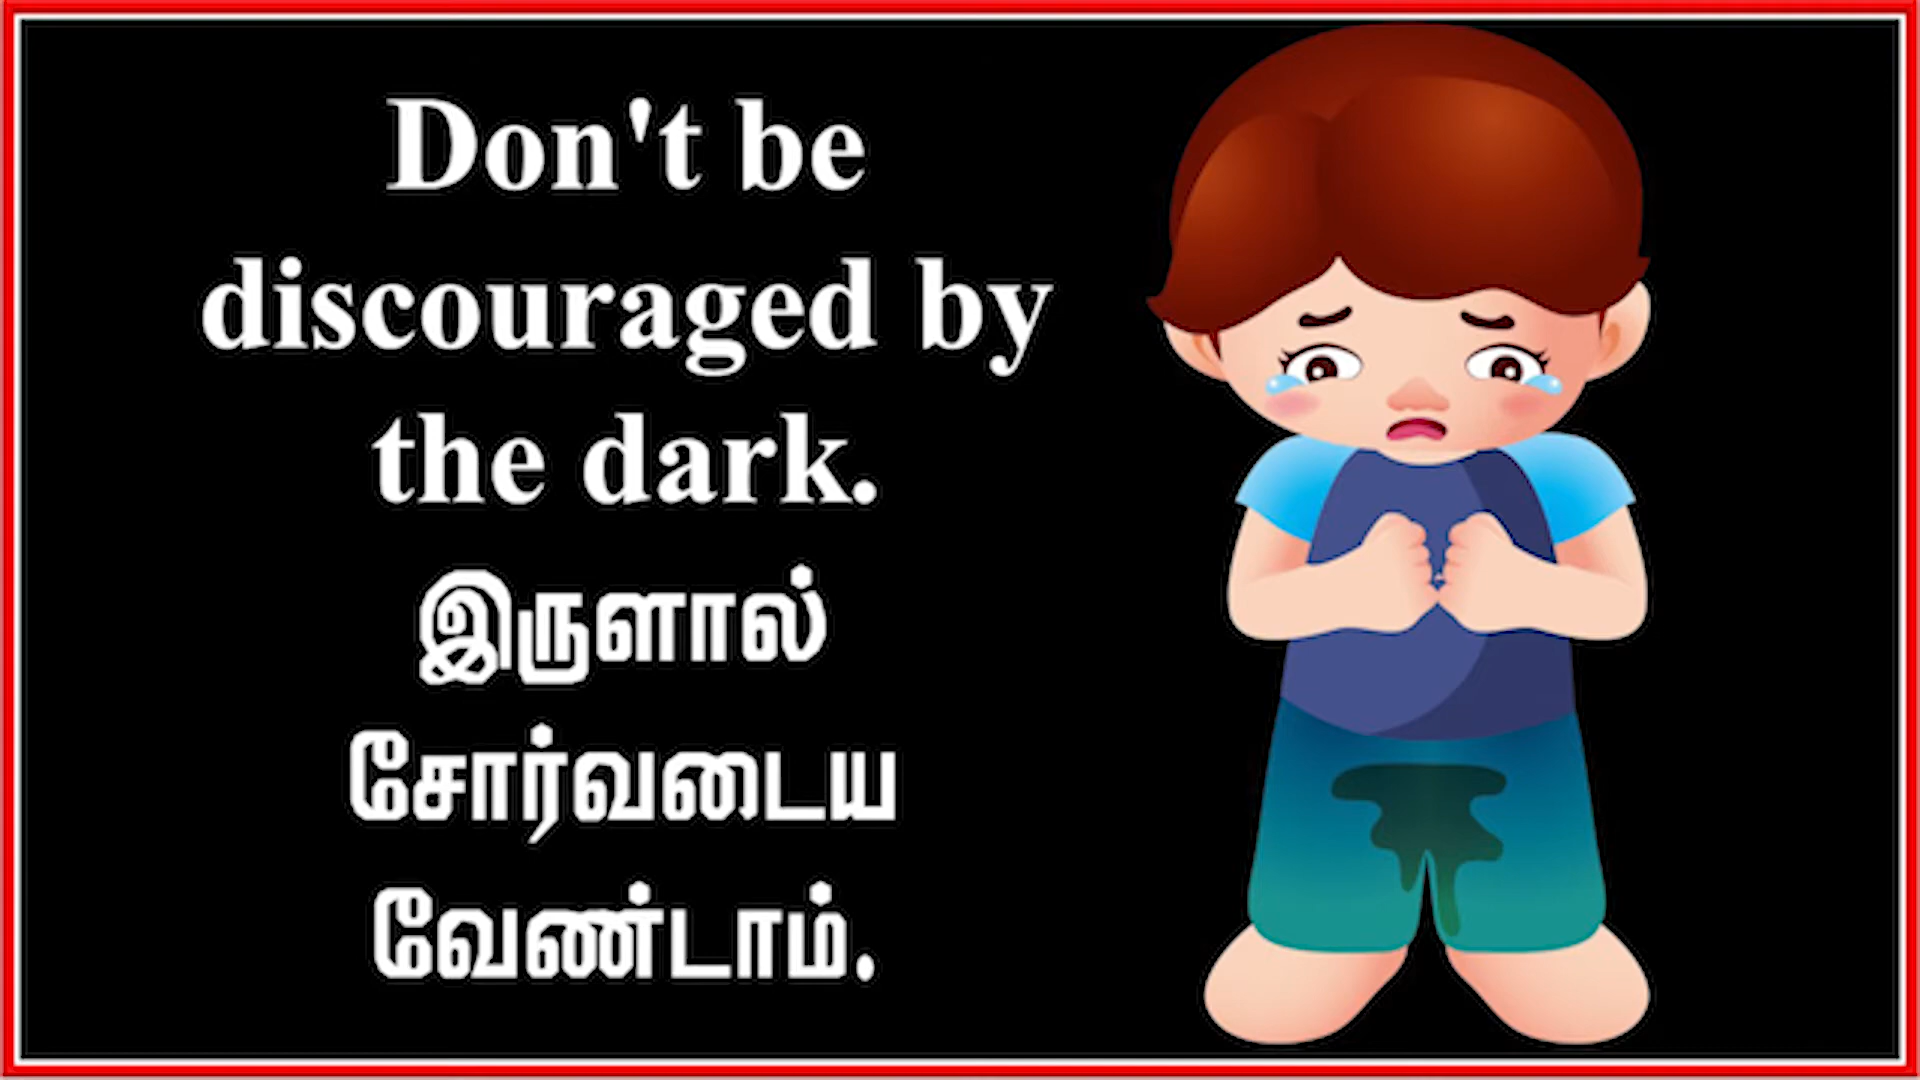 Don't be
discouraged by
the dark.
இருளால்
சோர்வடைய
வேண்டாம்.